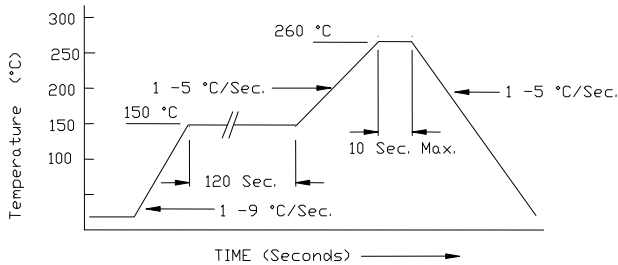 300
260 °C
250
200
1 -5 °C/Sec.
1 -5 °C/Sec.
150 °C
150
100
10 Sec. Max.
120 Sec.
1 -9 °C/Sec.
Temperature (°C)
TIME (Seconds)